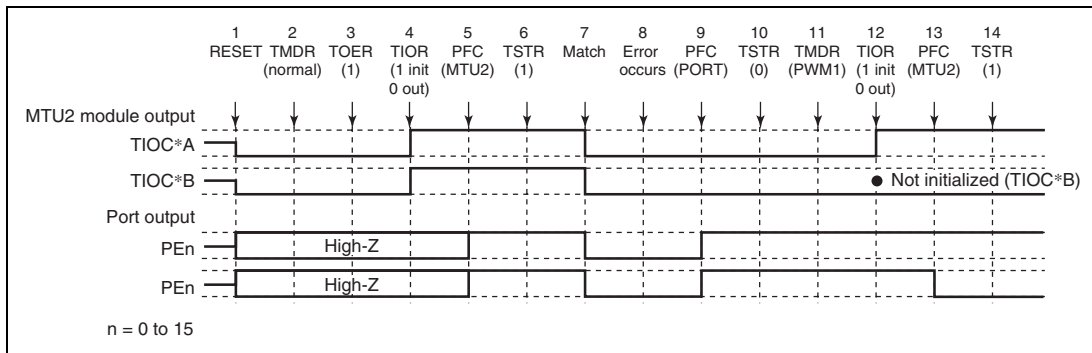 1 2 3 4 5 6 7 8 9 10 11 12 13 14
RESET TMDR TOER TIOR PFC TSTR Match Error PFC TSTR TMDR TIOR PFC TSTR
(normal) (1) (1 init (MTU2) (1) occurs (PORT) (0) (PWM1) (1 init (MTU2) (1)
0 out) 0 out)
MTU2 module output
TIOC*A
TIOC*B
● Not initialized (TIOC*B)
Port output
PEn High-Z
PEn High-Z
n = 0 to 15